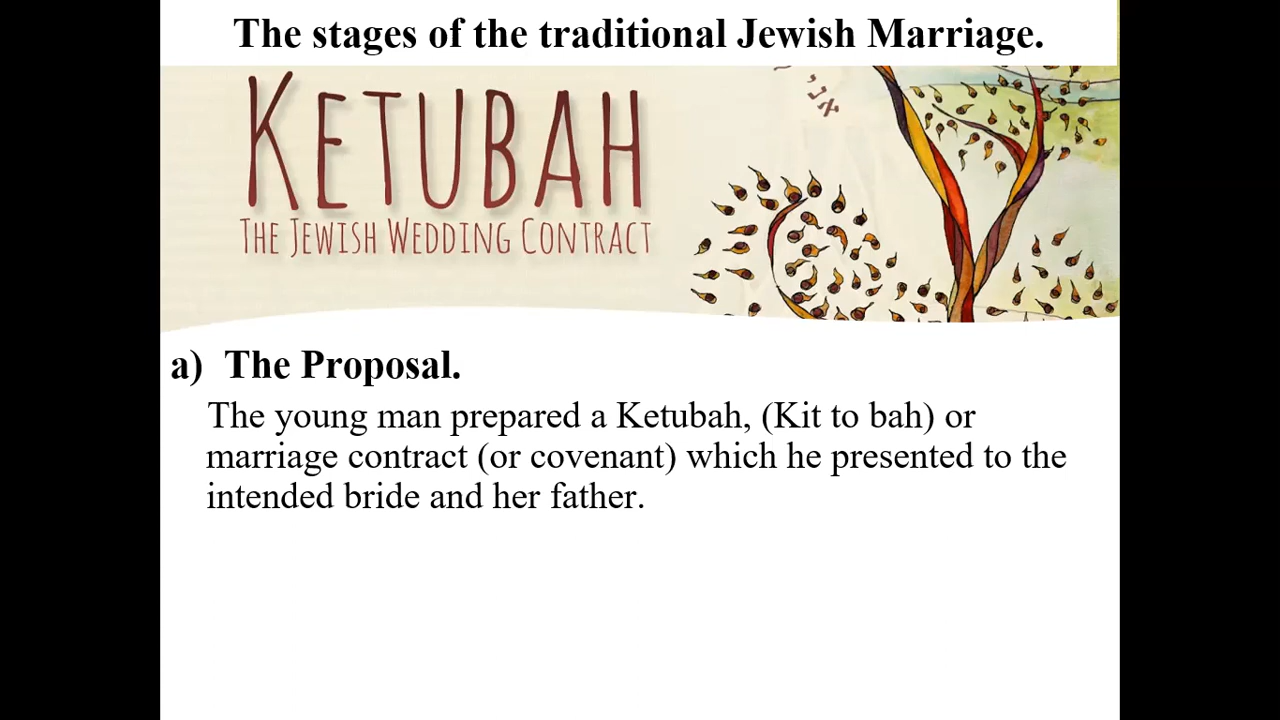 The stages of the traditional Jewish Marriage.
אני
KETUBAH
THE JEWISH WEDDING CONTRACT
a) The Proposal.
The young man prepared a Ketubah, (Kit to bah) or
marriage contract (or covenant) which he presented to the
intended bride and her father.